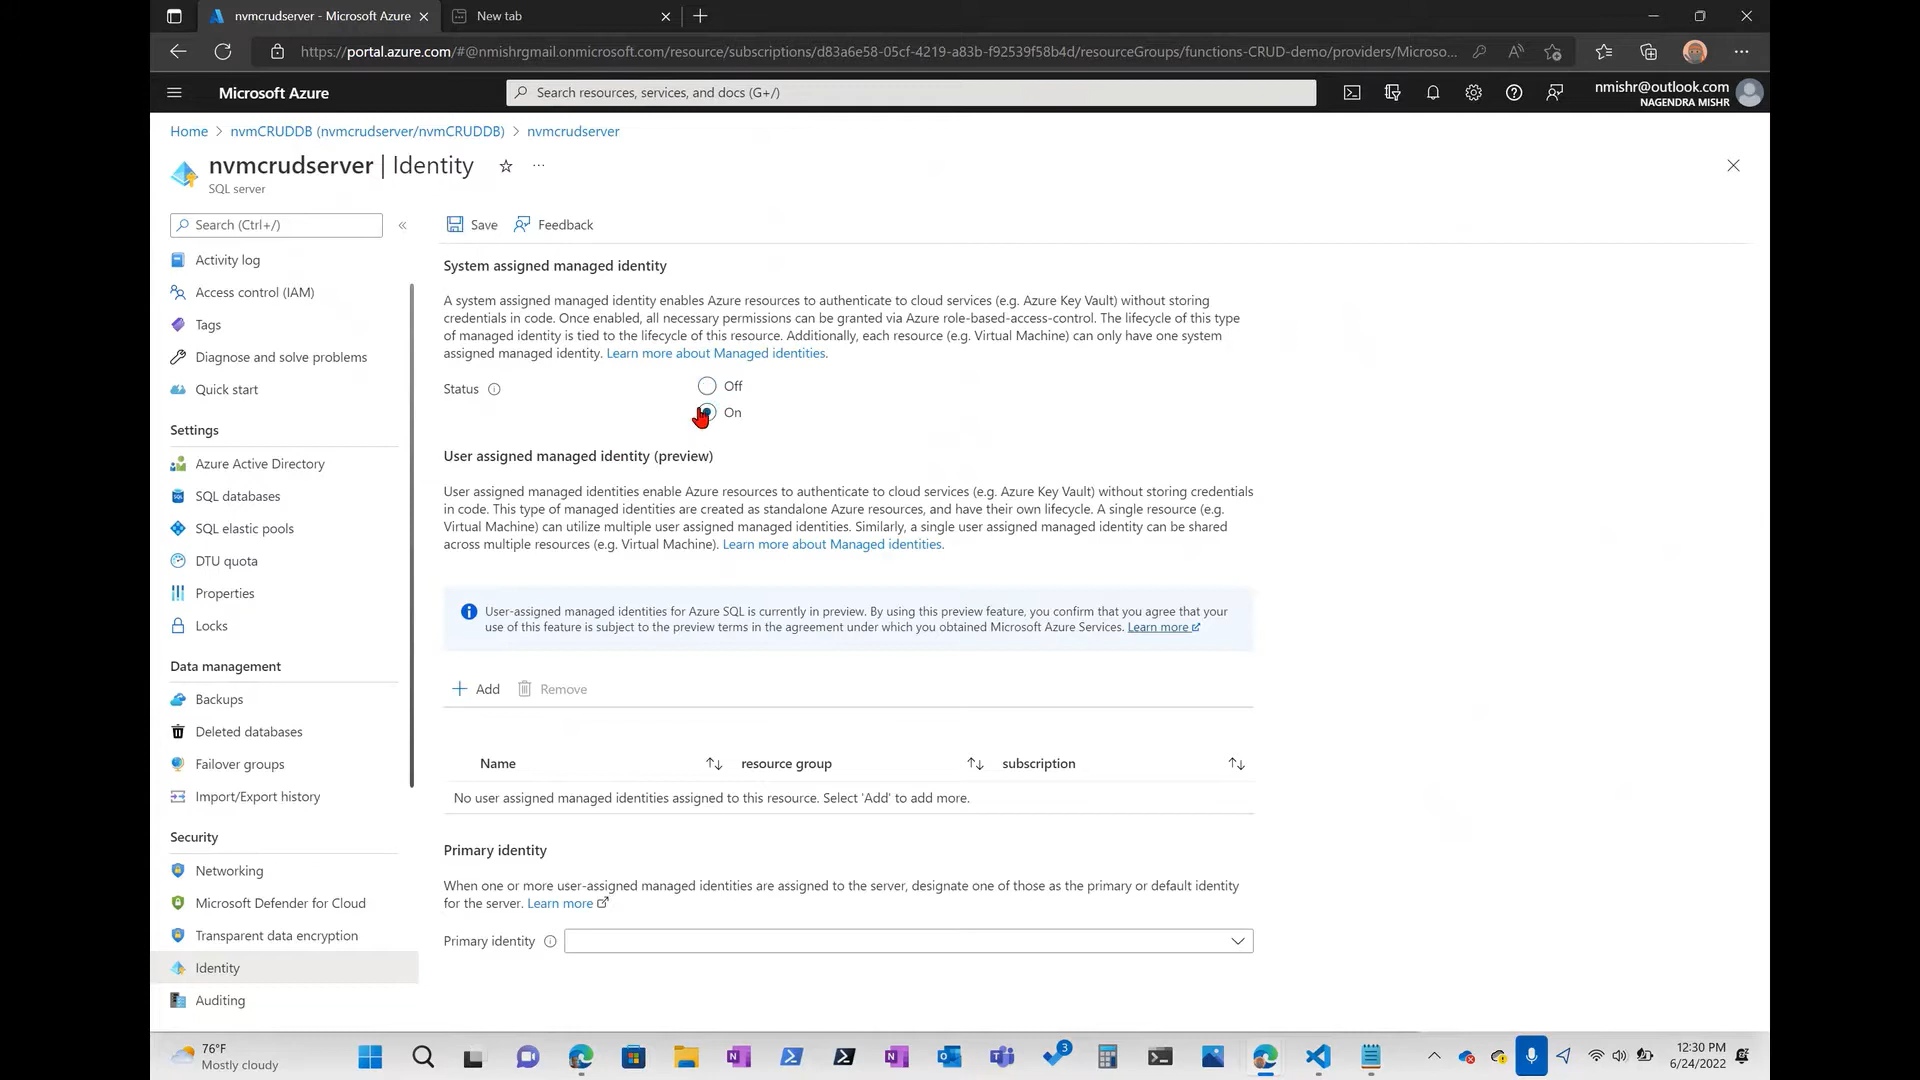 nvmcrudserver - Microsoft Azure
New tab
https://portal.azure.com/#@nmishrgmail.onmicrosoft.com/resource/subscriptions/d83a6e58-05cf-4219-a83b-f92539f58b4d/resourceGroups/functions-CRUD-demo/providers/Microso...
Microsoft Azure
Search resources, services, and docs (G+/)
nmishr@outlook.com
NAGENDRA MISHR
Home > nvmCRUDDB (nvmcrudserver/nvmCRUDDB) > nvmcrudserver
nvmcrudserver | Identity
SQL server
Search (Ctrl+/)
Activity log
Access control (IAM)
Tags
Diagnose and solve problems
Quick start
Settings
Azure Active Directory
SQL databases
SQL elastic pools
DTU quota
Properties
Locks
Data management
Backups
Deleted databases
Failover groups
Import/Export history
Security
Networking
Microsoft Defender for Cloud
Transparent data encryption
Identity
Auditing
Save Feedback
System assigned managed identity
A system assigned managed identity enables Azure resources to authenticate to cloud services (e.g. Azure Key Vault) without storing
credentials in code. Once enabled, all necessary permissions can be granted via Azure role-based-access-control. The lifecycle of this type
of managed identity is tied to the lifecycle of this resource. Additionally, each resource (e.g. Virtual Machine) can only have one system
assigned managed identity. Learn more about Managed identities.
Status
Off
On
User assigned managed identity (preview)
User assigned managed identities enable Azure resources to authenticate to cloud services (e.g. Azure Key Vault) without storing credentials
in code. This type of managed identities are created as standalone Azure resources, and have their own lifecycle. A single resource (e.g.
Virtual Machine) can utilize multiple user assigned managed identities. Similarly, a single user assigned managed identity can be shared
across multiple resources (e.g. Virtual Machine). Learn more about Managed identities.
User-assigned managed identities for Azure SQL is currently in preview. By using this preview feature, you confirm that you agree that your
use of this feature is subject to the preview terms in the agreement under which you obtained Microsoft Azure Services. Learn more
Add Remove
Name resource group subscription
No user assigned managed identities assigned to this resource. Select 'Add' to add more.
Primary identity
When one or more user-assigned managed identities are assigned to the server, designate one of those as the primary or default identity
for the server. Learn more
Primary identity
76°F
Mostly cloudy
3
12:30 PM
6/24/2022